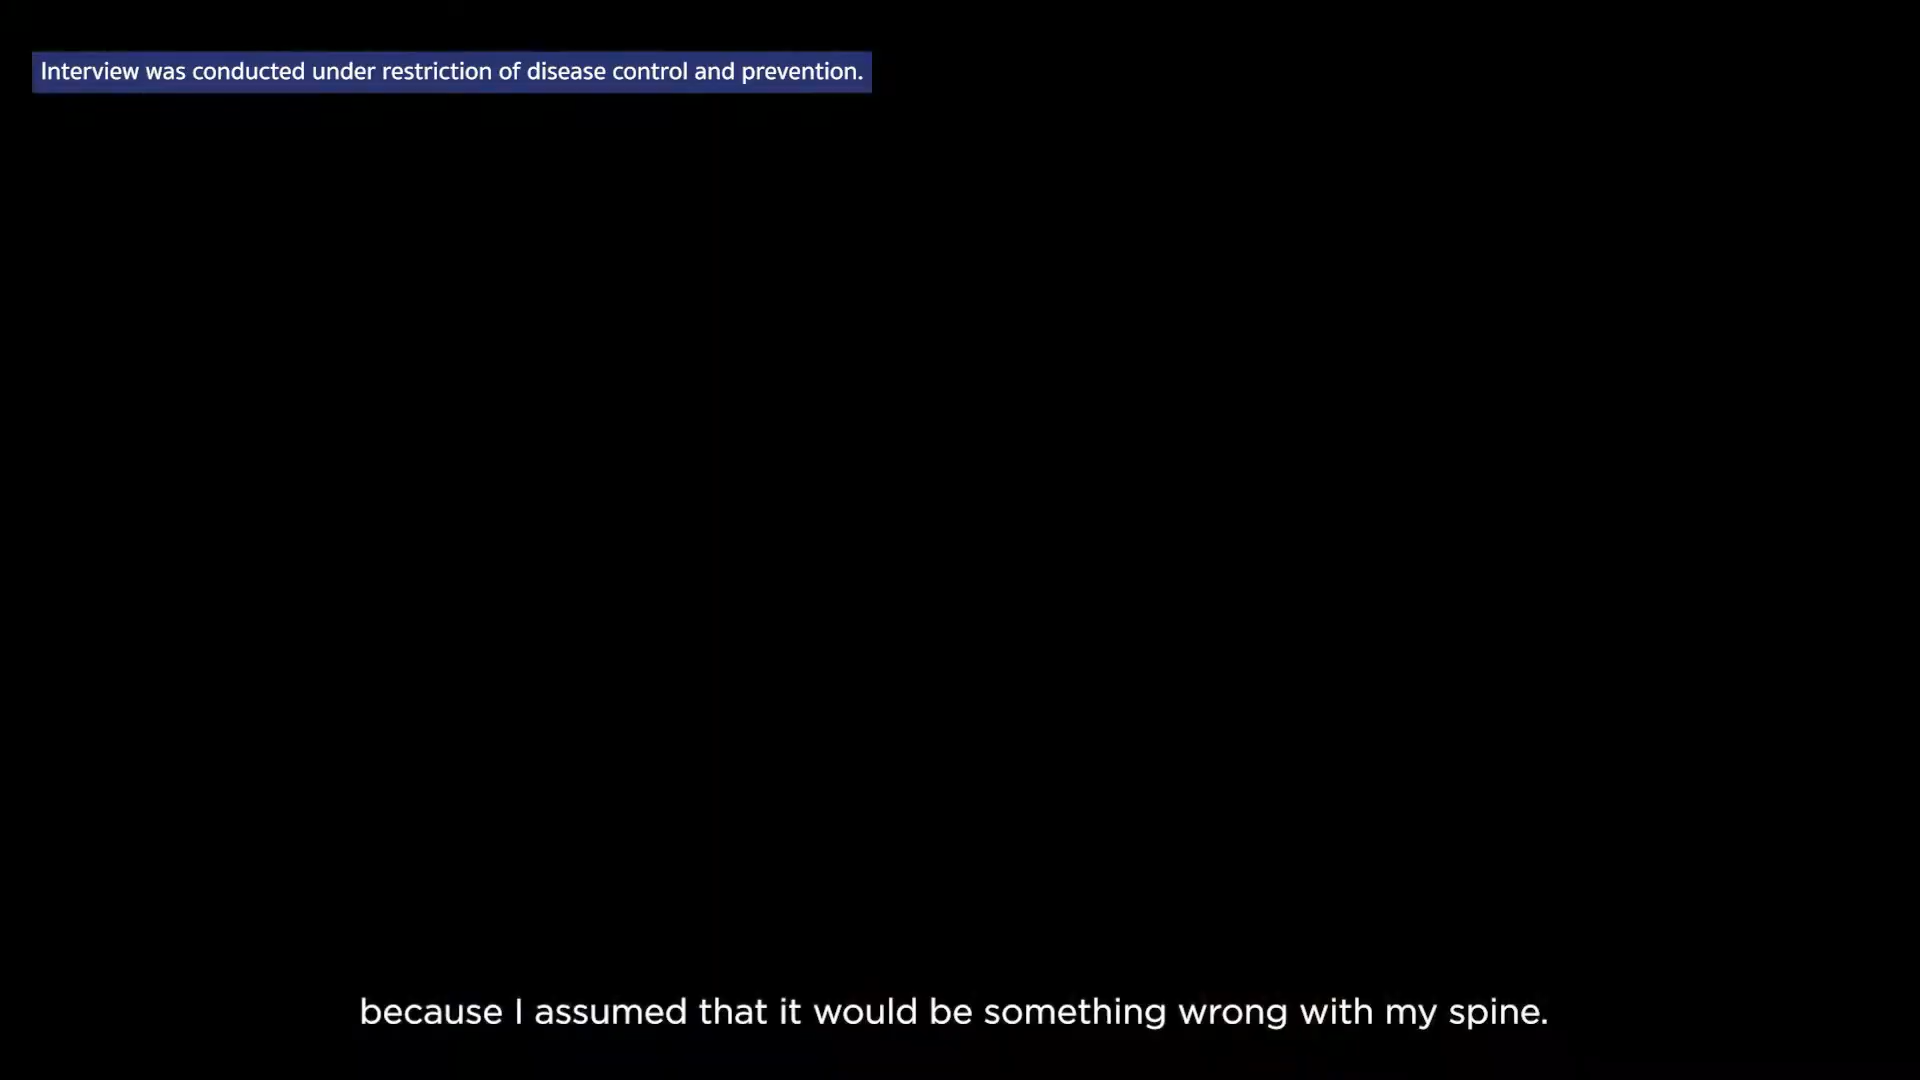 Interview was conducted under restriction of disease control and prevention.
because I assumed that it would be something wrong with my spine.